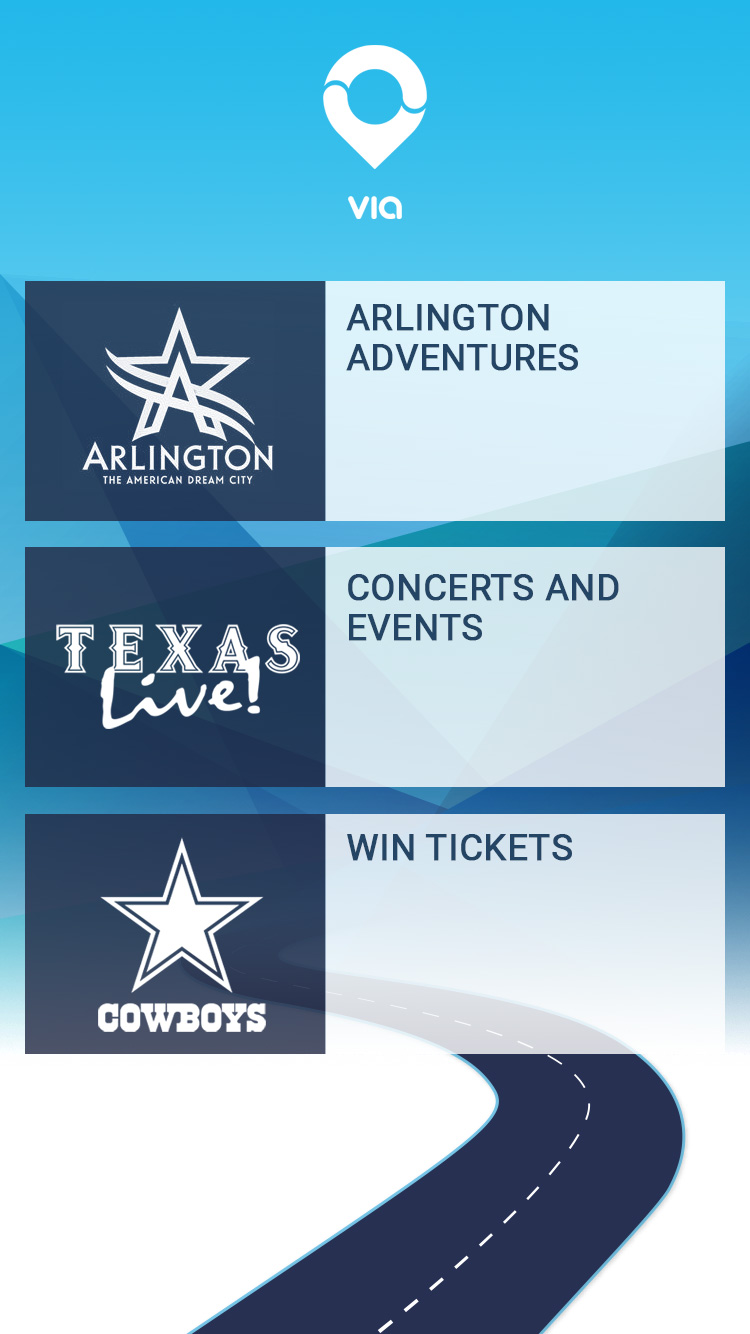 via
ARLINGTON
THE AMERICAN DREAM CITY
ARLINGTON
ADVENTURES
TEXAS
Live!
CONCERTS AND
EVENTS
COWBOYS
WIN TICKETS